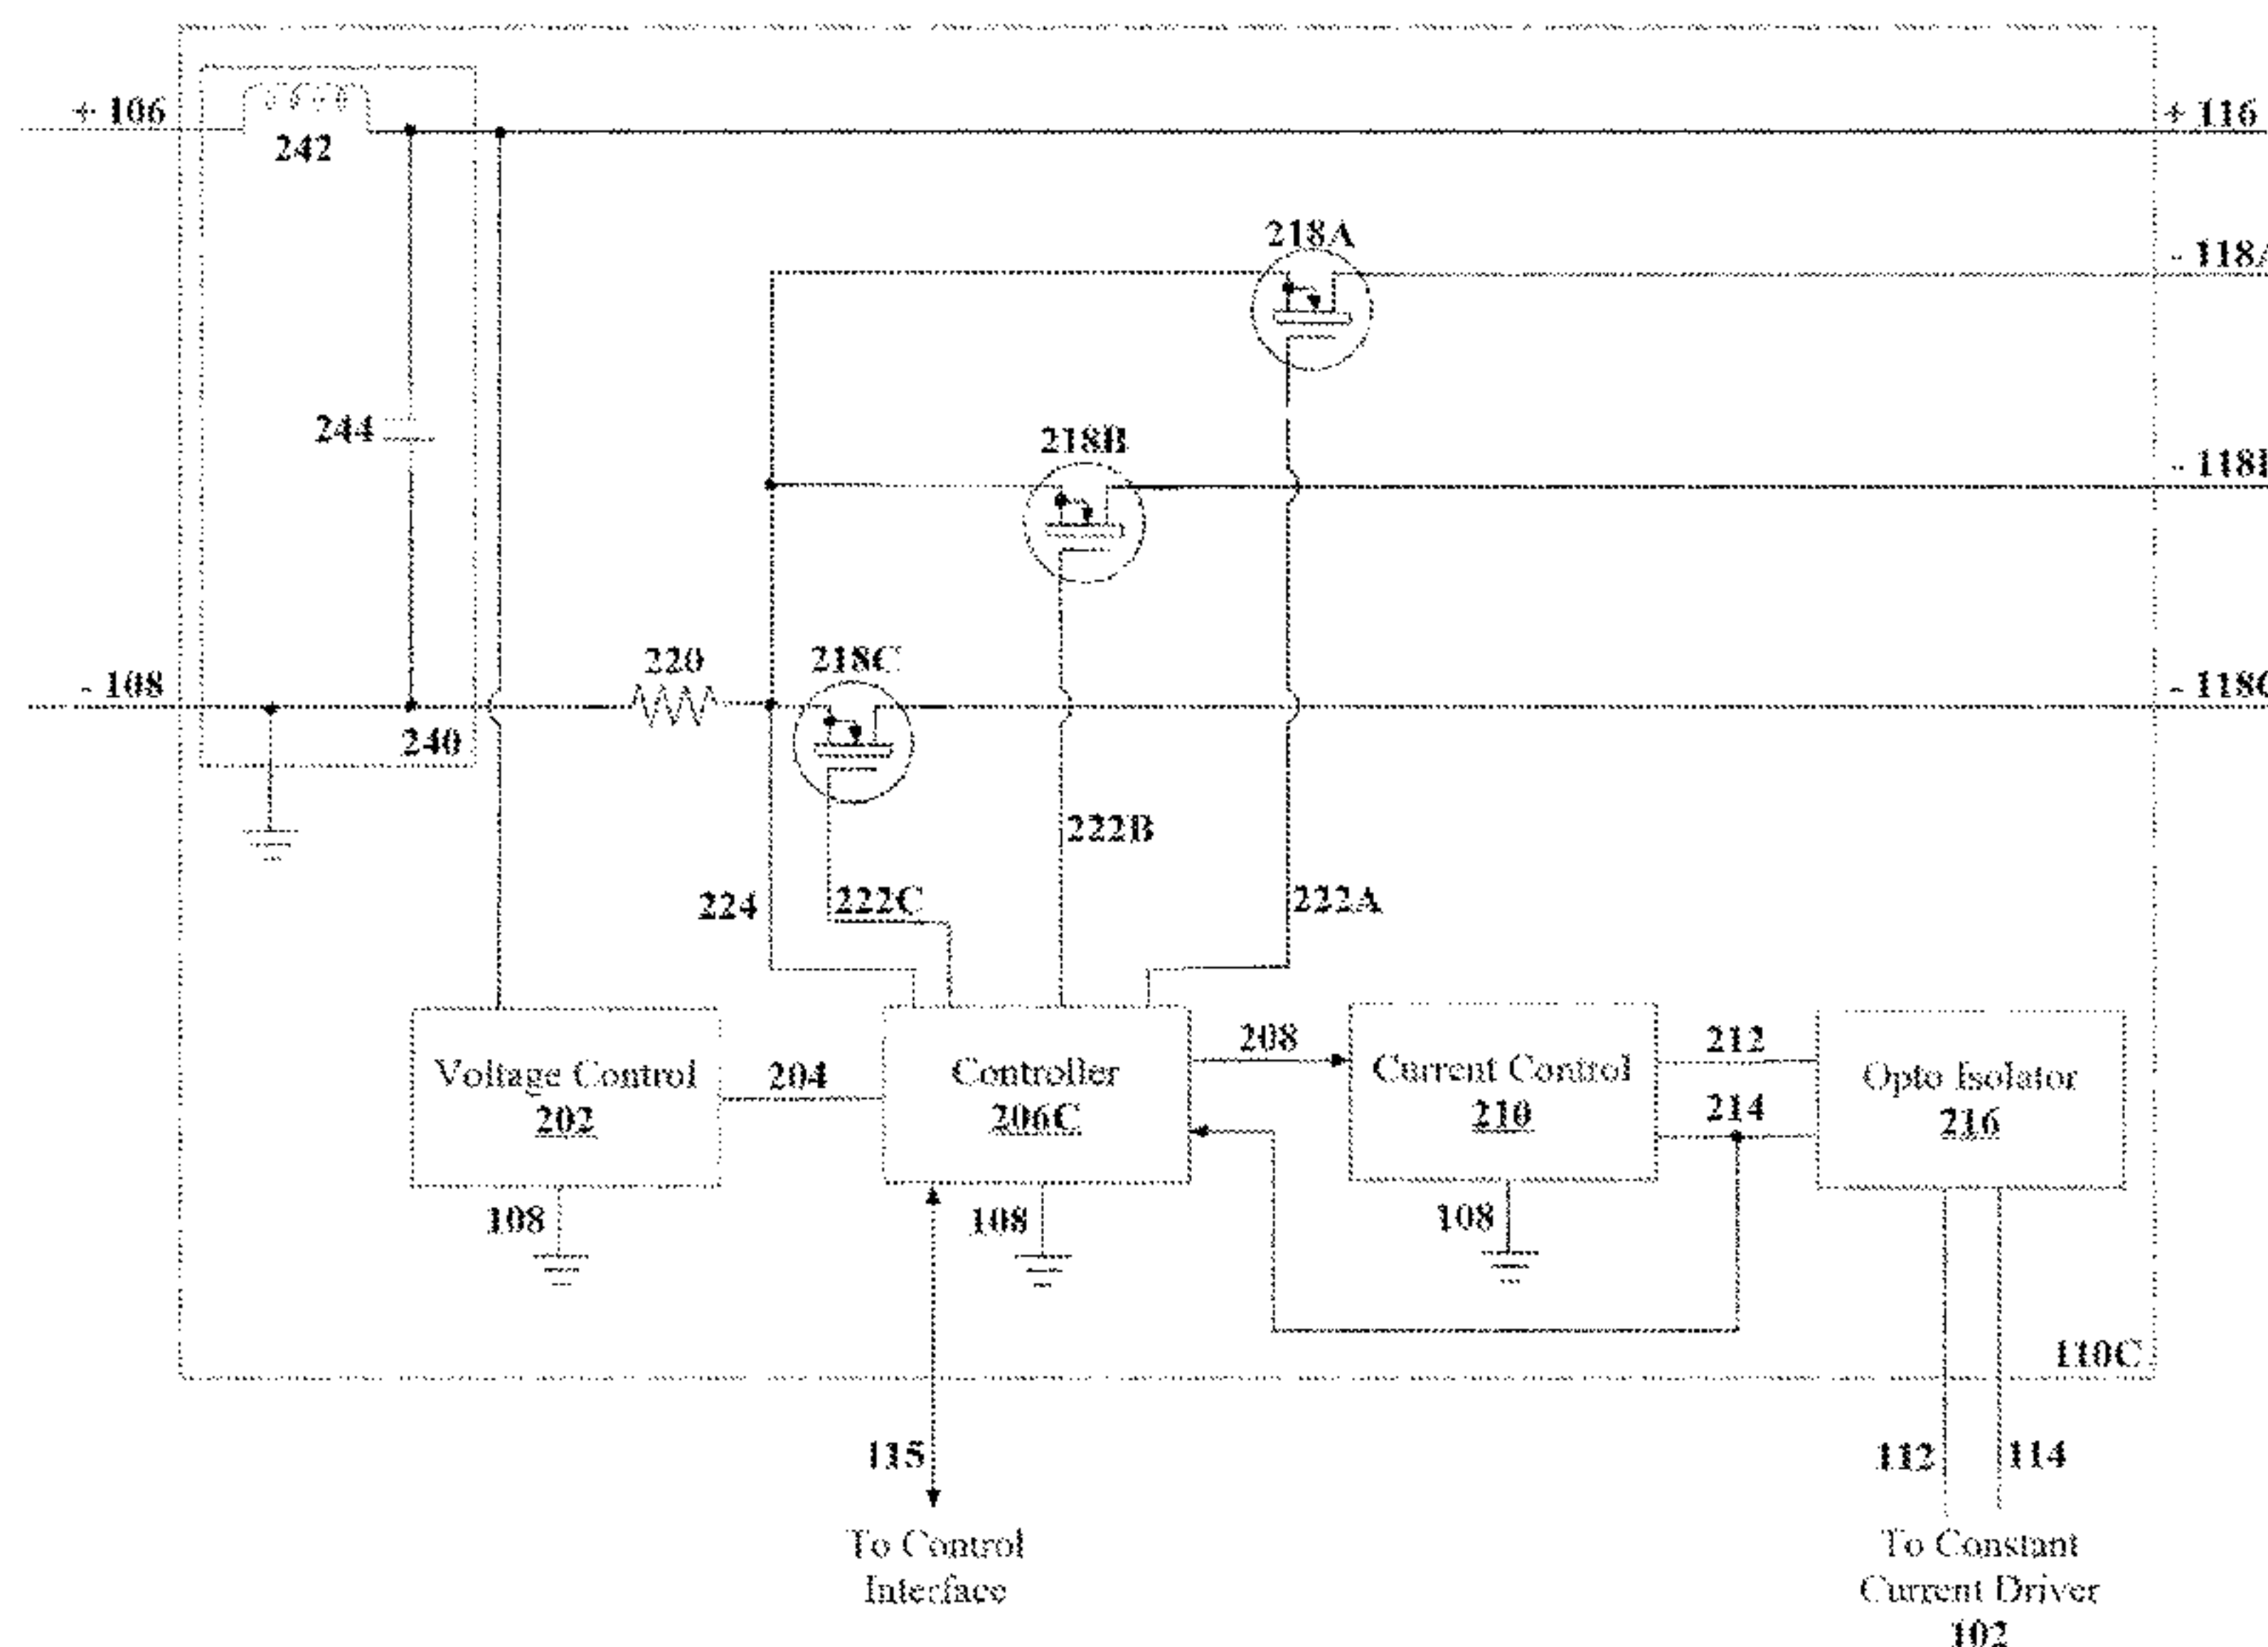 + 106
242
+ 116
218A
- 118A
244
218B
- 118
- 108
240
220
218C
- 118
222B
224
222C
222A
Voltage Control
202
204
Controller
206C
208
Current Control
210
212
214
Opto Isolator
216
108
108
108
110C
115
112
114
To Control
Interface
To Constant
Current Driver
102